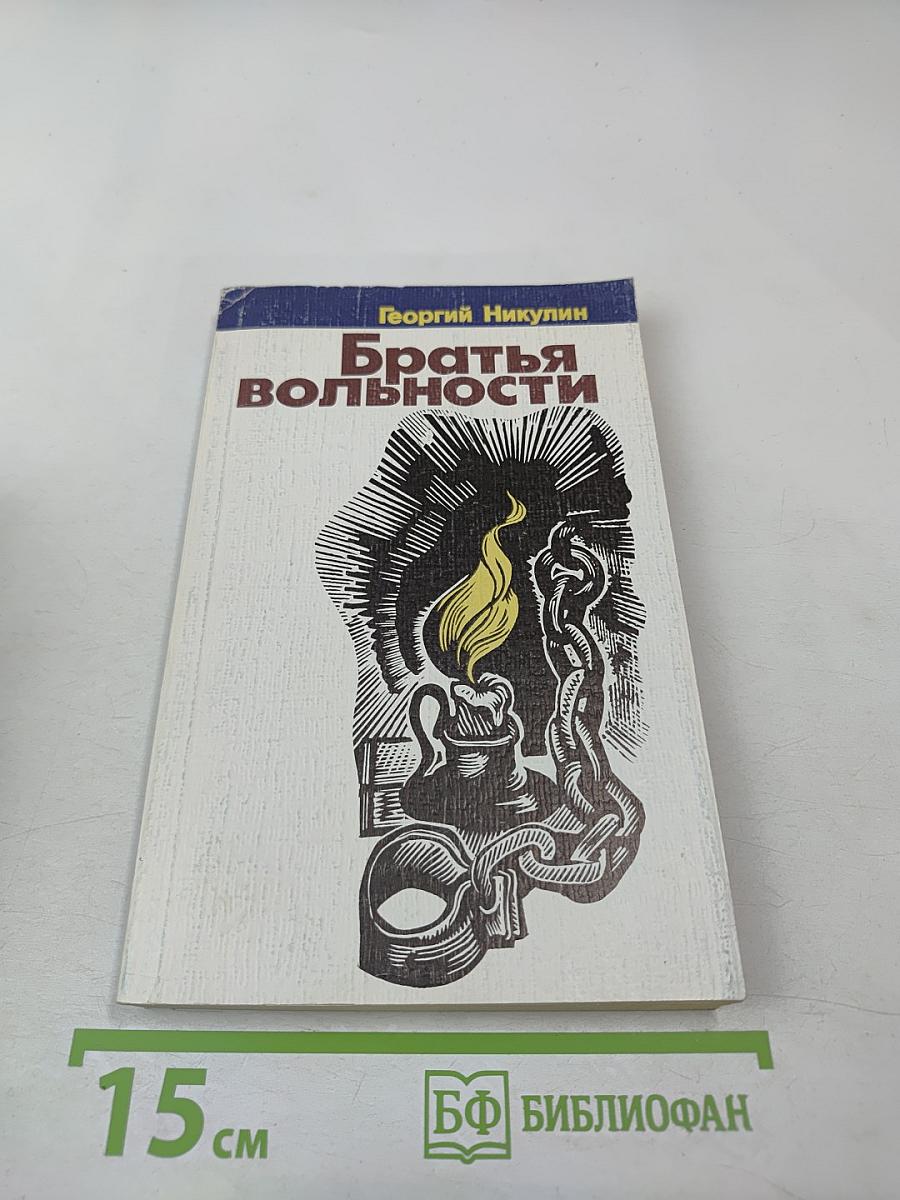 Георгий Никулин
Братья
вольности
15 см
БФ БИБЛИОФАН